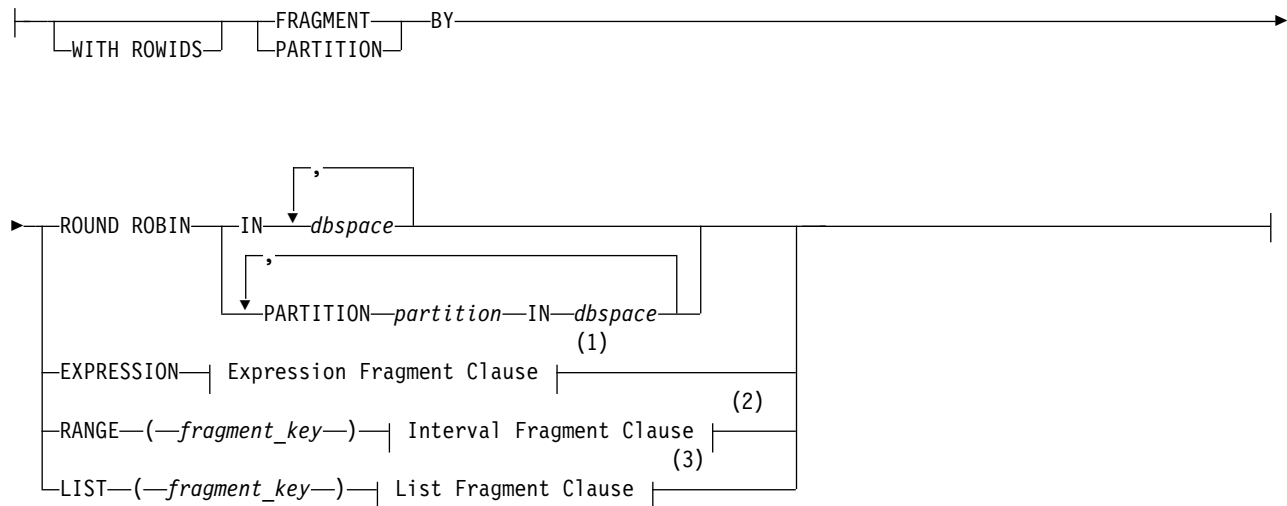 FRAGMENT BY
WITH ROWIDS PARTITION
,
ROUND ROBIN IN dbspace
,
PARTITION partition IN dbspace
(1)
EXPRESSION Expression Fragment Clause
(2)
RANGE ( fragment_key ) Interval Fragment Clause
(3)
LIST ( fragment_key ) List Fragment Clause